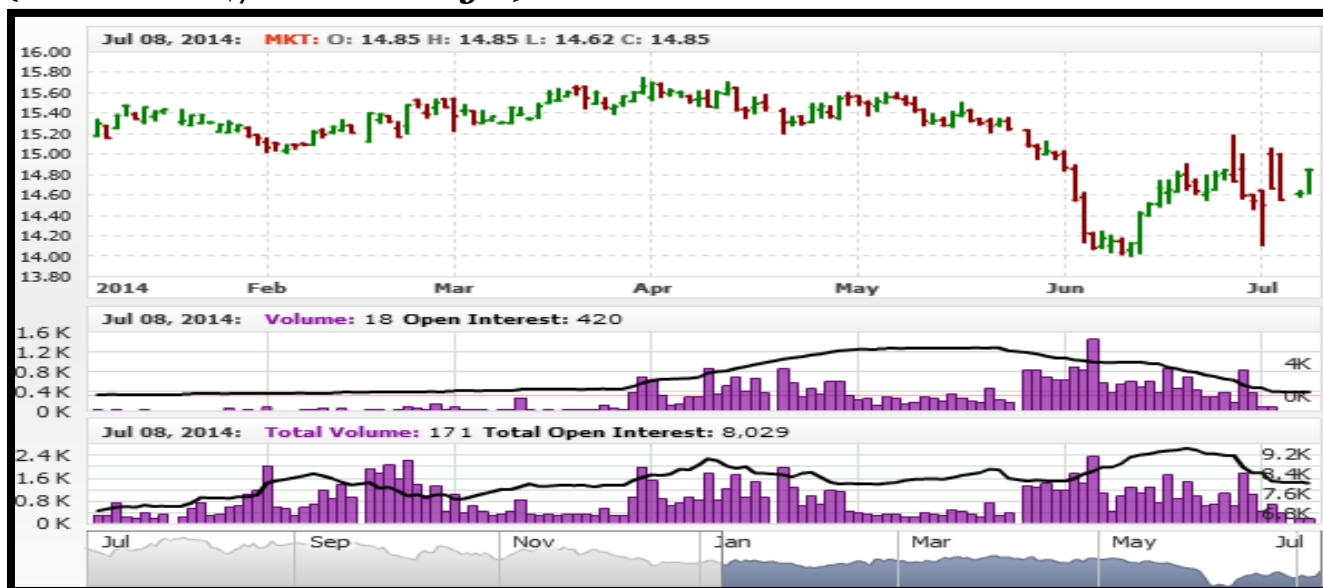 Jul 08, 2014: MKT: O: 14.85 H: 14.85 L: 14.62 C: 14.85
16.00
15.80
15.60
15.40
15.20
15.00
14.80
14.60
14.40
14.20
14.00
13.80
2014 Feb Mar Apr May Jun Jul
Jul 08, 2014: Volume: 18 Open Interest: 420
1.6 K
1.2 K
0.8 K 4K
0.4 K 0K
0 K
Jul 08, 2014: Total Volume: 171 Total Open Interest: 8,029
2.4 K 9.2K
1.6 K 8.4K
0.8 K 7.6K
0 K 6.8K
Jul Sep Nov Jan Mar May Jul